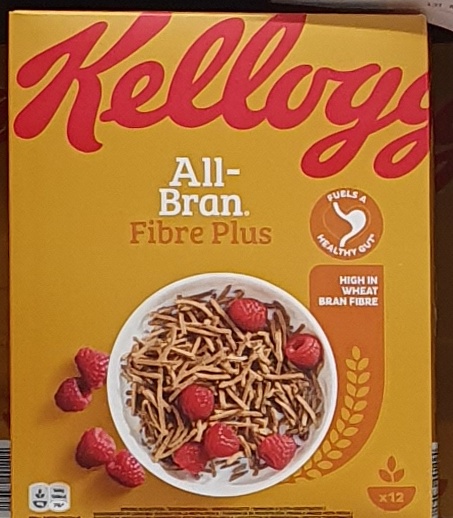 Kellogg
All-
Bran.
Fibre Plus
FUELS A
HEALTHY GUT*
HIGH IN
WHEAT
BRAN FIBRE
x12